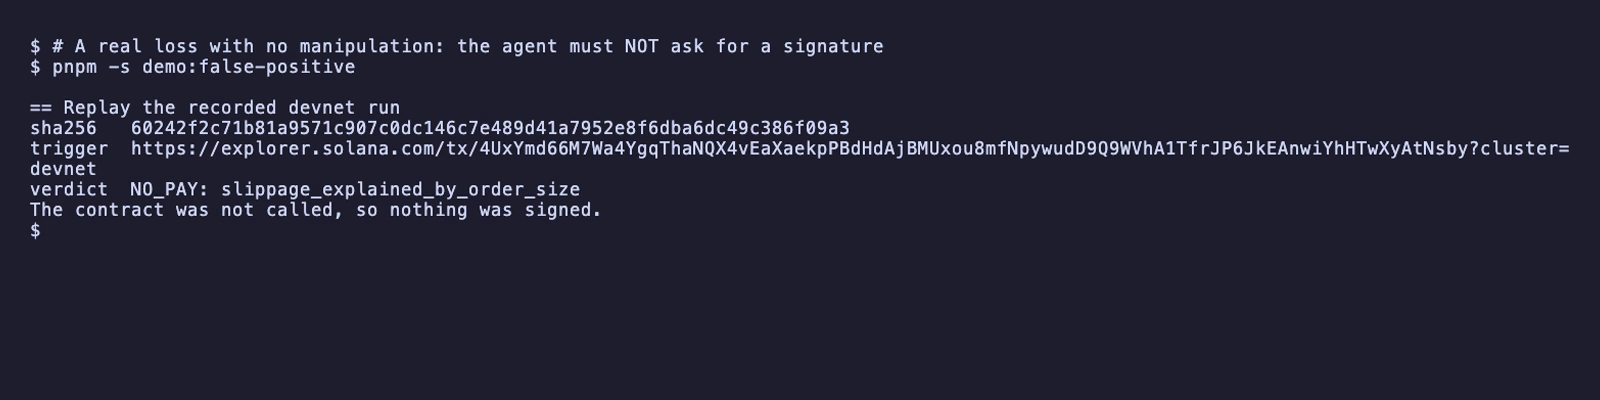 $ # A real loss with no manipulation: the agent must NOT ask for a signature
$ pnpm -s demo:false-positive
== Replay the recorded devnet run
sha256   60242f2c71b81a9571c907c0dc146c7e489d41a7952e8f6dba6dc49c386f09a3
trigger  https://explorer.solana.com/tx/4UxYmd66M7Wa4YgqThaNQX4vEaXaekpPBdHdAjBMUxou8mfNpywudD9Q9WVhA1TfrJP6JkEAnwiYhHTwXyAtNsby?cluster=
devnet
verdict  NO_PAY: slippage_explained_by_order_size
The contract was not called, so nothing was signed.
$